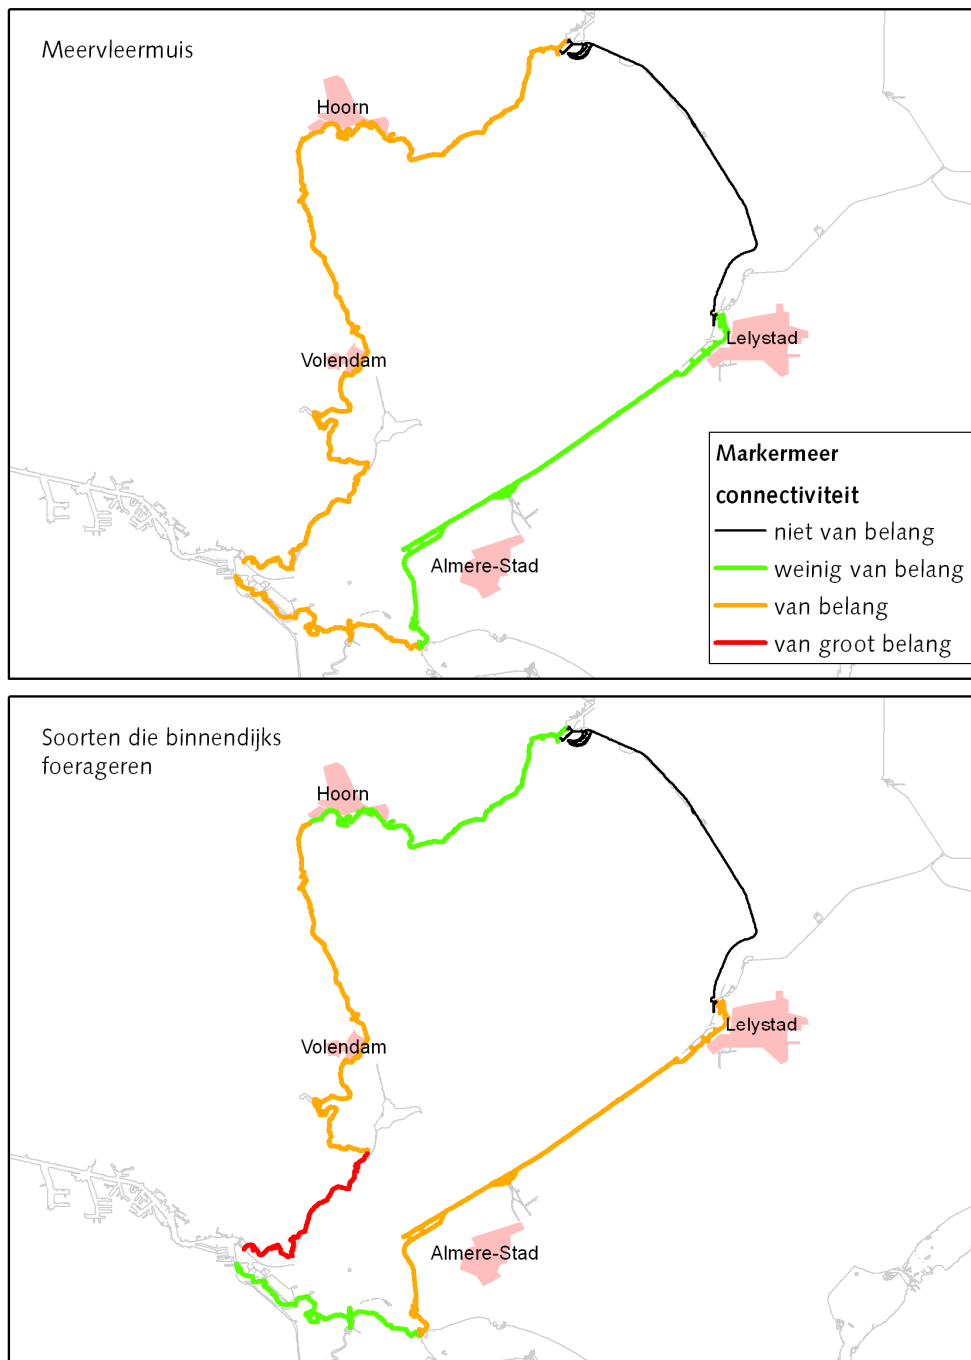 Meervleermuis
Hoorn
Volendam
Lelystad
Almere-Stad
Markermeer
connectiviteit
niet van belang
weinig van belang
van belang
van groot belang
Soorten die binnendijks
foerageren
Hoorn
Volendam
Lelystad
Almere-Stad